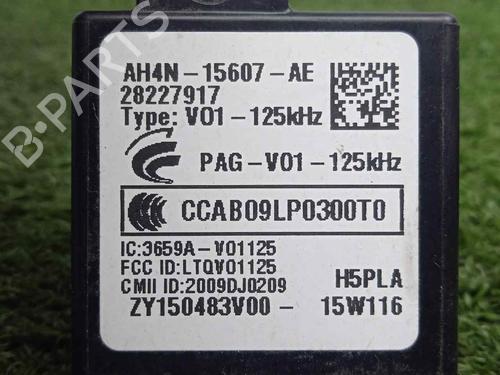 B-PARTS
AH4N-15607-AE
28227917
Type: V01-125kHz
PAG-V01-125kHz
CCAB09LP0300T0
IC:3659A-V01125
FCC ID:LTQV01125
CMII ID:2009DJ0209 H5PLA
ZY150483V00- 15W116